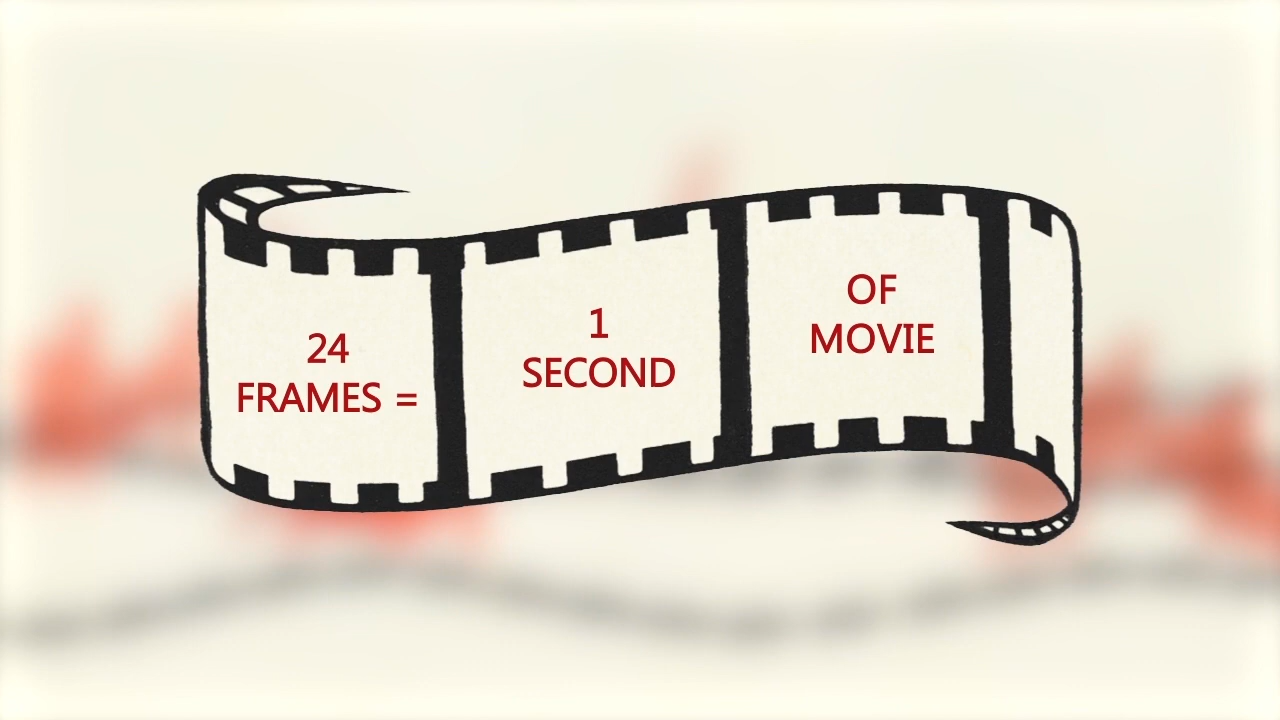 24
FRAMES =
1
SECOND
OF
MOVIE